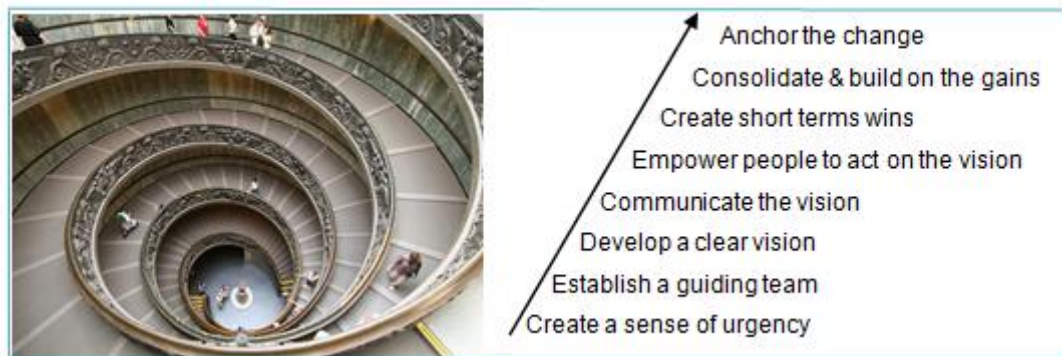 Anchor the change
Consolidate & build on the gains
Create short terms wins
Empower people to act on the vision
Communicate the vision
Develop a clear vision
Establish a guiding team
Create a sense of urgency